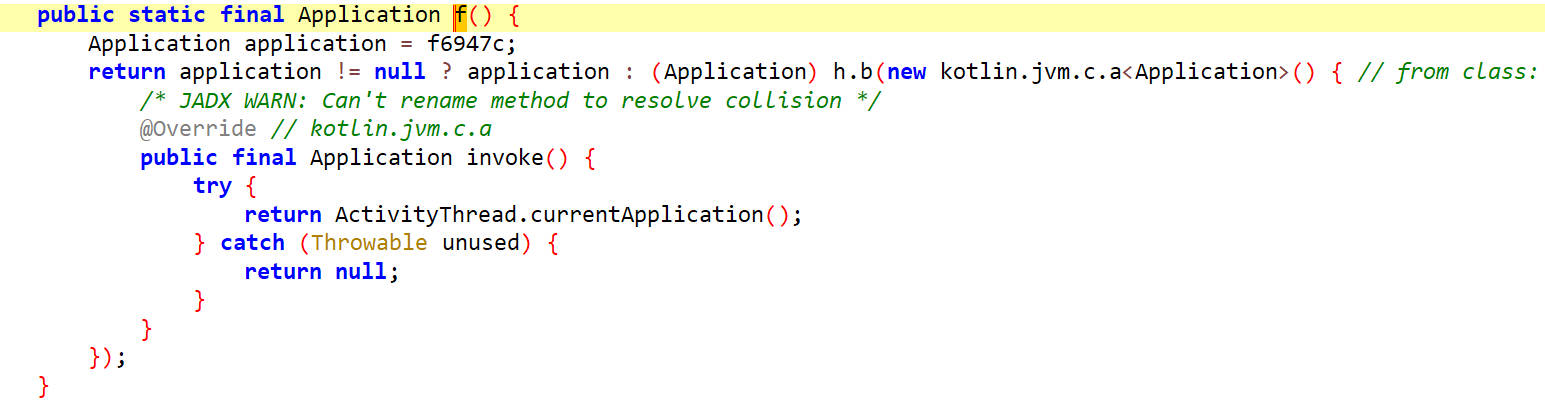 public static final Application f() {
    Application application = f6947c;
    return application != null ? application : (Application) h.b(new kotlin.jvm.c.a<Application>() { // from class:
        /* JADX WARN: Can't rename method to resolve collision */
        @Override // kotlin.jvm.c.a
        public final Application invoke() {
            try {
                return ActivityThread.currentApplication();
            } catch (Throwable unused) {
                return null;
            }
        }
    });
}